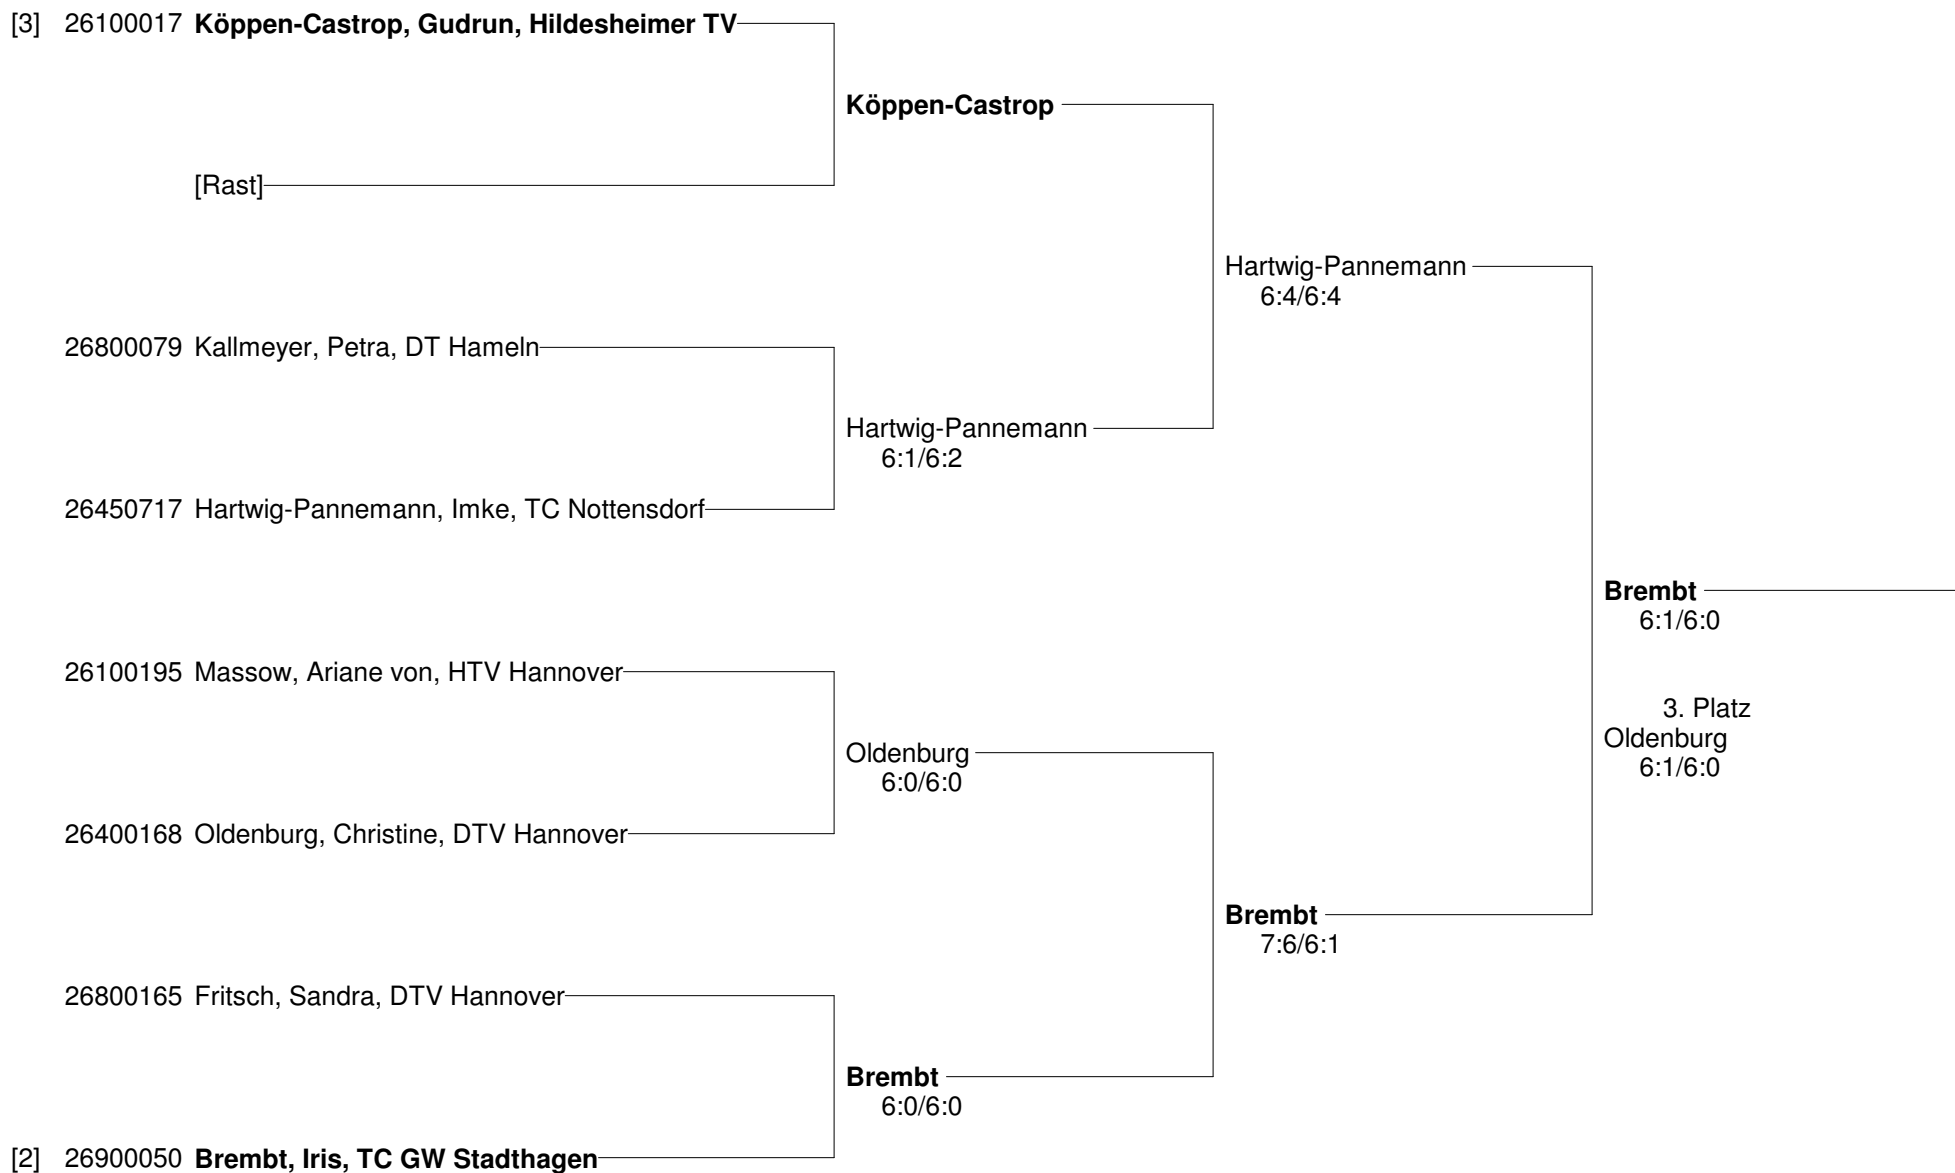 [3] 26100017 Köppen-Castrop, Gudrun, Hildesheimer TV
Köppen-Castrop
[Rast]
Hartwig-Pannemann
6:4/6:4
26800079 Kallmeyer, Petra, DT Hameln
Hartwig-Pannemann
6:1/6:2
26450717 Hartwig-Pannemann, Imke, TC Nottensdorf
Brembt
6:1/6:0
26100195 Massow, Ariane von, HTV Hannover
3. Platz
Oldenburg
6:1/6:0
Oldenburg
6:0/6:0
26400168 Oldenburg, Christine, DTV Hannover
Brembt
7:6/6:1
26800165 Fritsch, Sandra, DTV Hannover
Brembt
6:0/6:0
[2] 26900050 Brembt, Iris, TC GW Stadthagen